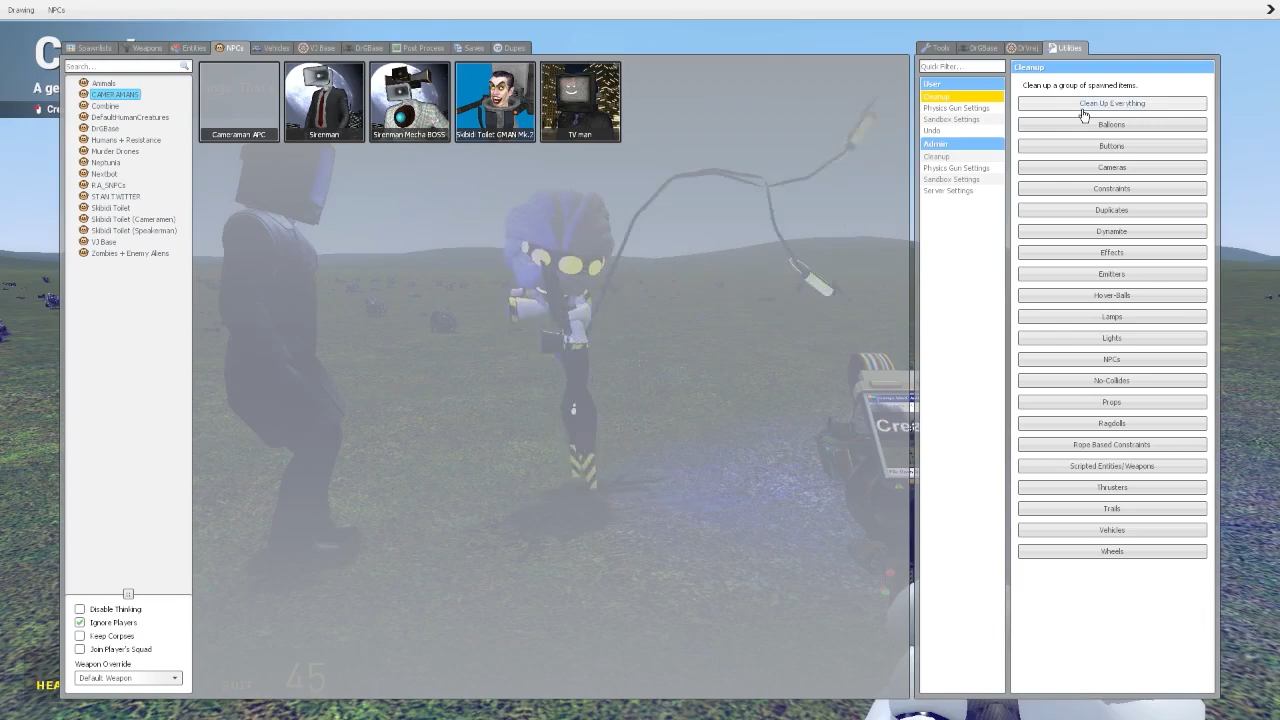 Drawing NPCs
Spawnlists Weapons Entities NPCs Vehicles VJ Base DrGBase Post Process Saves Dupes
Tools DrGBase DrVrej Utilities
Search...
Animals
CAMERAMANS
Combine
DefaultHumanCreatures
DrGBase
Humans + Resistance
Murder Drones
Neptunia
Nextbot
RA_SNPCs
STAN TWITTER
Skibidi Toilet
Skibidi Toilet (Cameramen)
Skibidi Toilet (Speakerman)
VJ Base
Zombies + Enemy Aliens
Disable Thinking
Ignore Players
Keep Corpses
Join Player's Squad
Weapon Override
Default Weapon
Cameraman APC
Sirenman
Sirenman Mecha BOSS
Skibidi Toilet GMAN Mk.2
TV man
Quick Filter...
User
Cleanup
Physics Gun Settings
Sandbox Settings
Undo
Admin
Cleanup
Physics Gun Settings
Sandbox Settings
Server Settings
Cleanup
Clean up a group of spawned items.
Clean Up Everything
Balloons
Buttons
Cameras
Constraints
Duplicates
Dynamite
Effects
Emitters
Hover-Balls
Lamps
Lights
NPCs
No-Collides
Props
Ragdolls
Rope Based Constraints
Scripted Entities/Weapons
Thrusters
Trails
Vehicles
Wheels
45